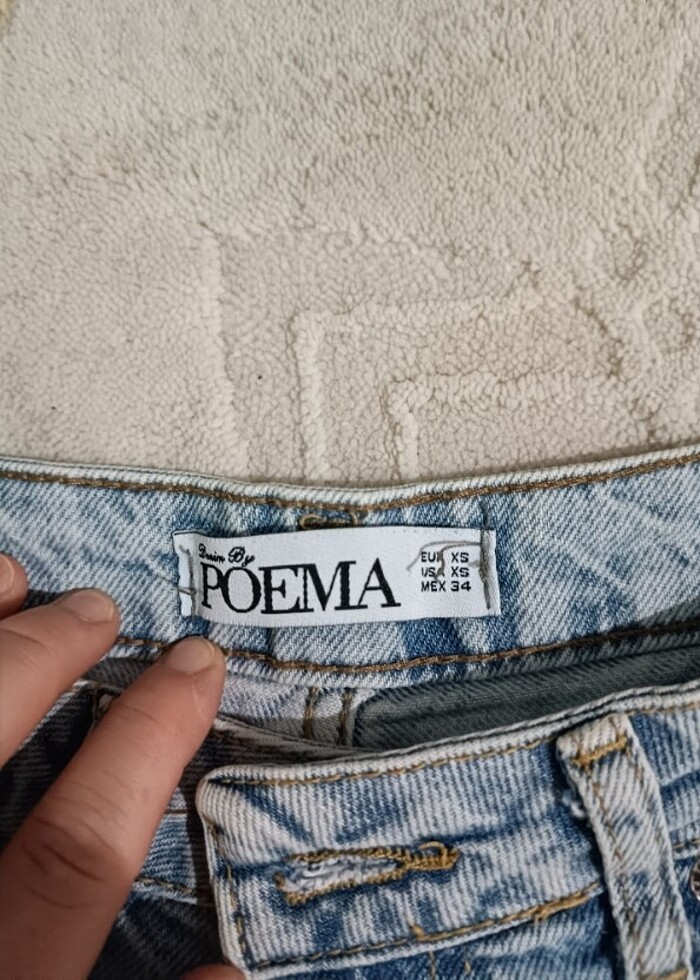 Denim By
POEMA
EUR XS
USA XS
MEX 34